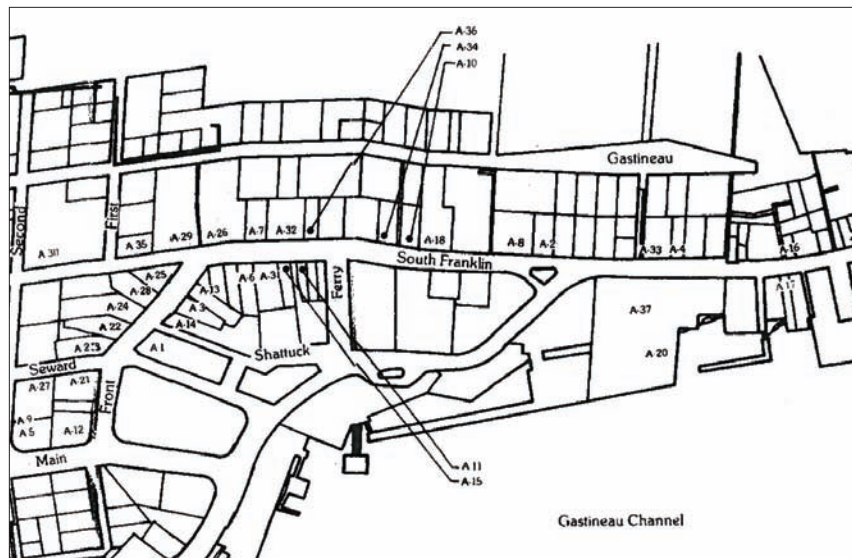 A-36
A-34
A-10
Gastineau
Second
First
A-30
A-35
A-29
A-26
A-7
A-32
A-18
A-8
A-2
A-33
A-4
A-16
South Franklin
A-25
A-28
A-24
A-22
A-13
A-3
A-14
A-6
A-31
Ferry
A-17
A-37
A-20
A 1
Shattuck
Seward
A-27
A-21
Front
A-9
A 5
A-12
Main
A 11
A-15
Gastineau Channel